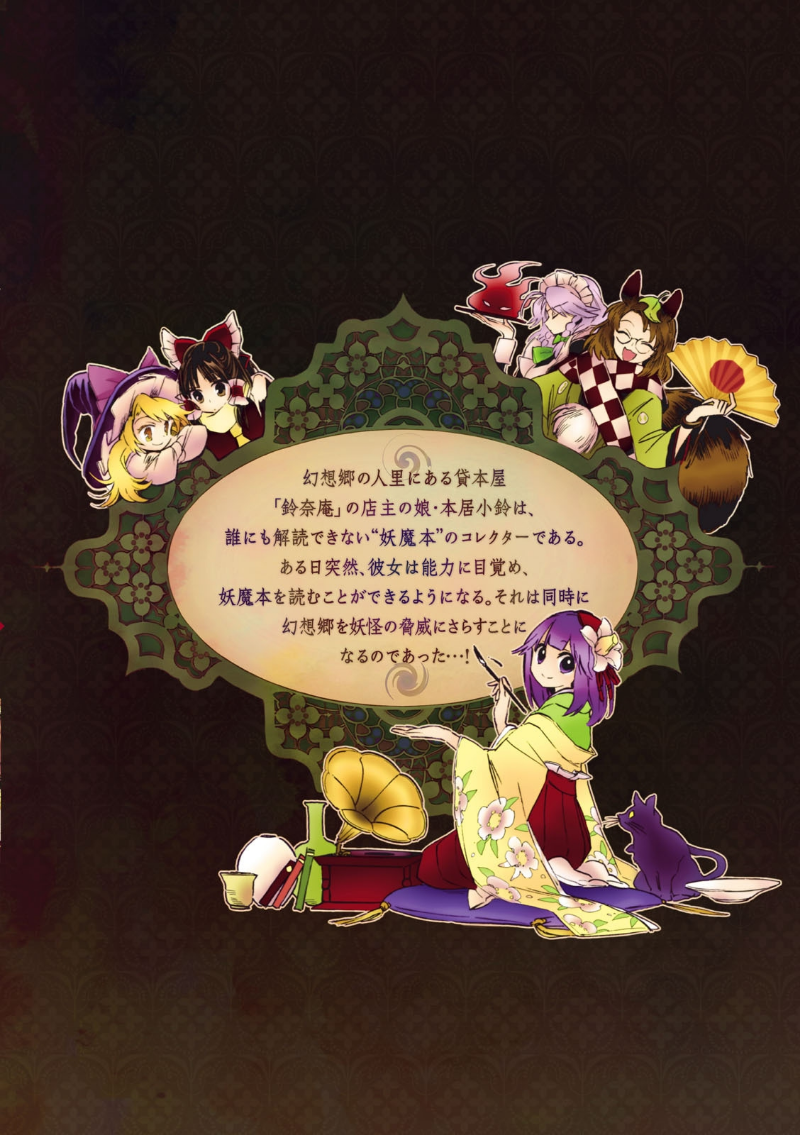 幻想郷の人里にある貸本屋
「鈴奈庵」の店主の娘・本居小鈴は、
誰にも解読できない“妖魔本”のコレクターである。
ある日突然、彼女は能力に目覚め、
妖魔本を読むことができるようになる。それは同時に
幻想郷を妖怪の脅威にさらすことに
なるのであった…!